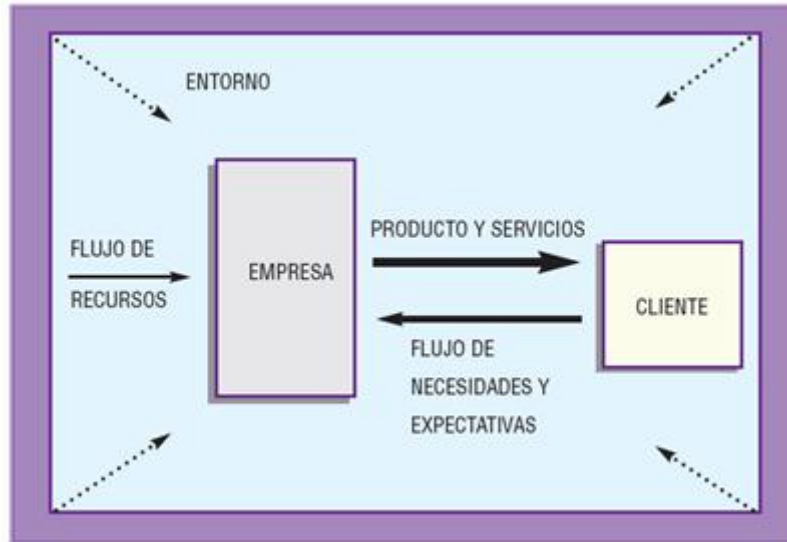 ENTORNO
FLUJO DE
RECURSOS
EMPRESA
PRODUCTO Y SERVICIOS
FLUJO DE
NECESIDADES Y
EXPECTATIVAS
CLIENTE